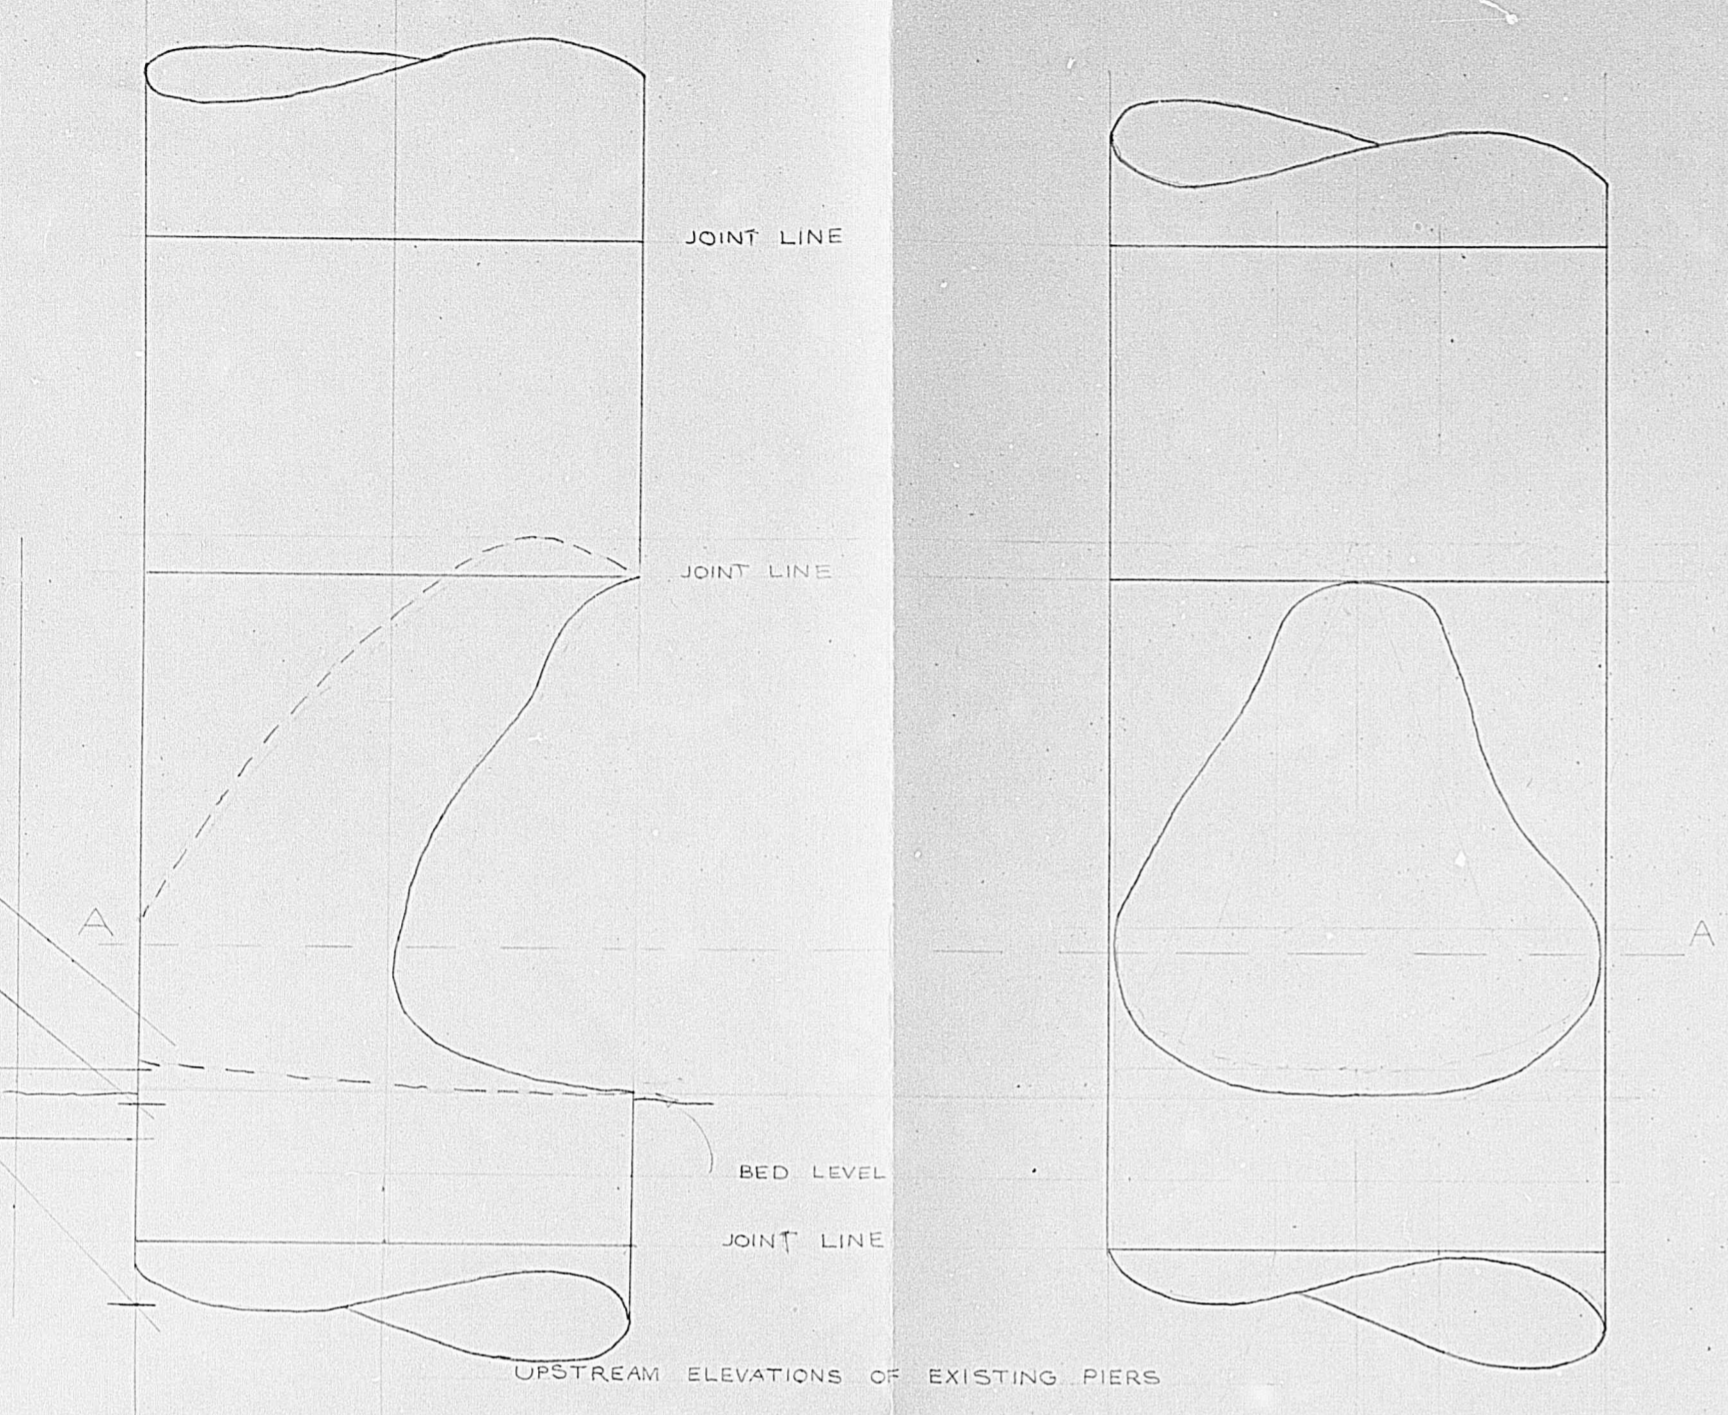 JOINT LINE
JOINT LINE
A
A
BED LEVEL
JOINT LINE
UPSTREAM ELEVATIONS OF EXISTING PIERS